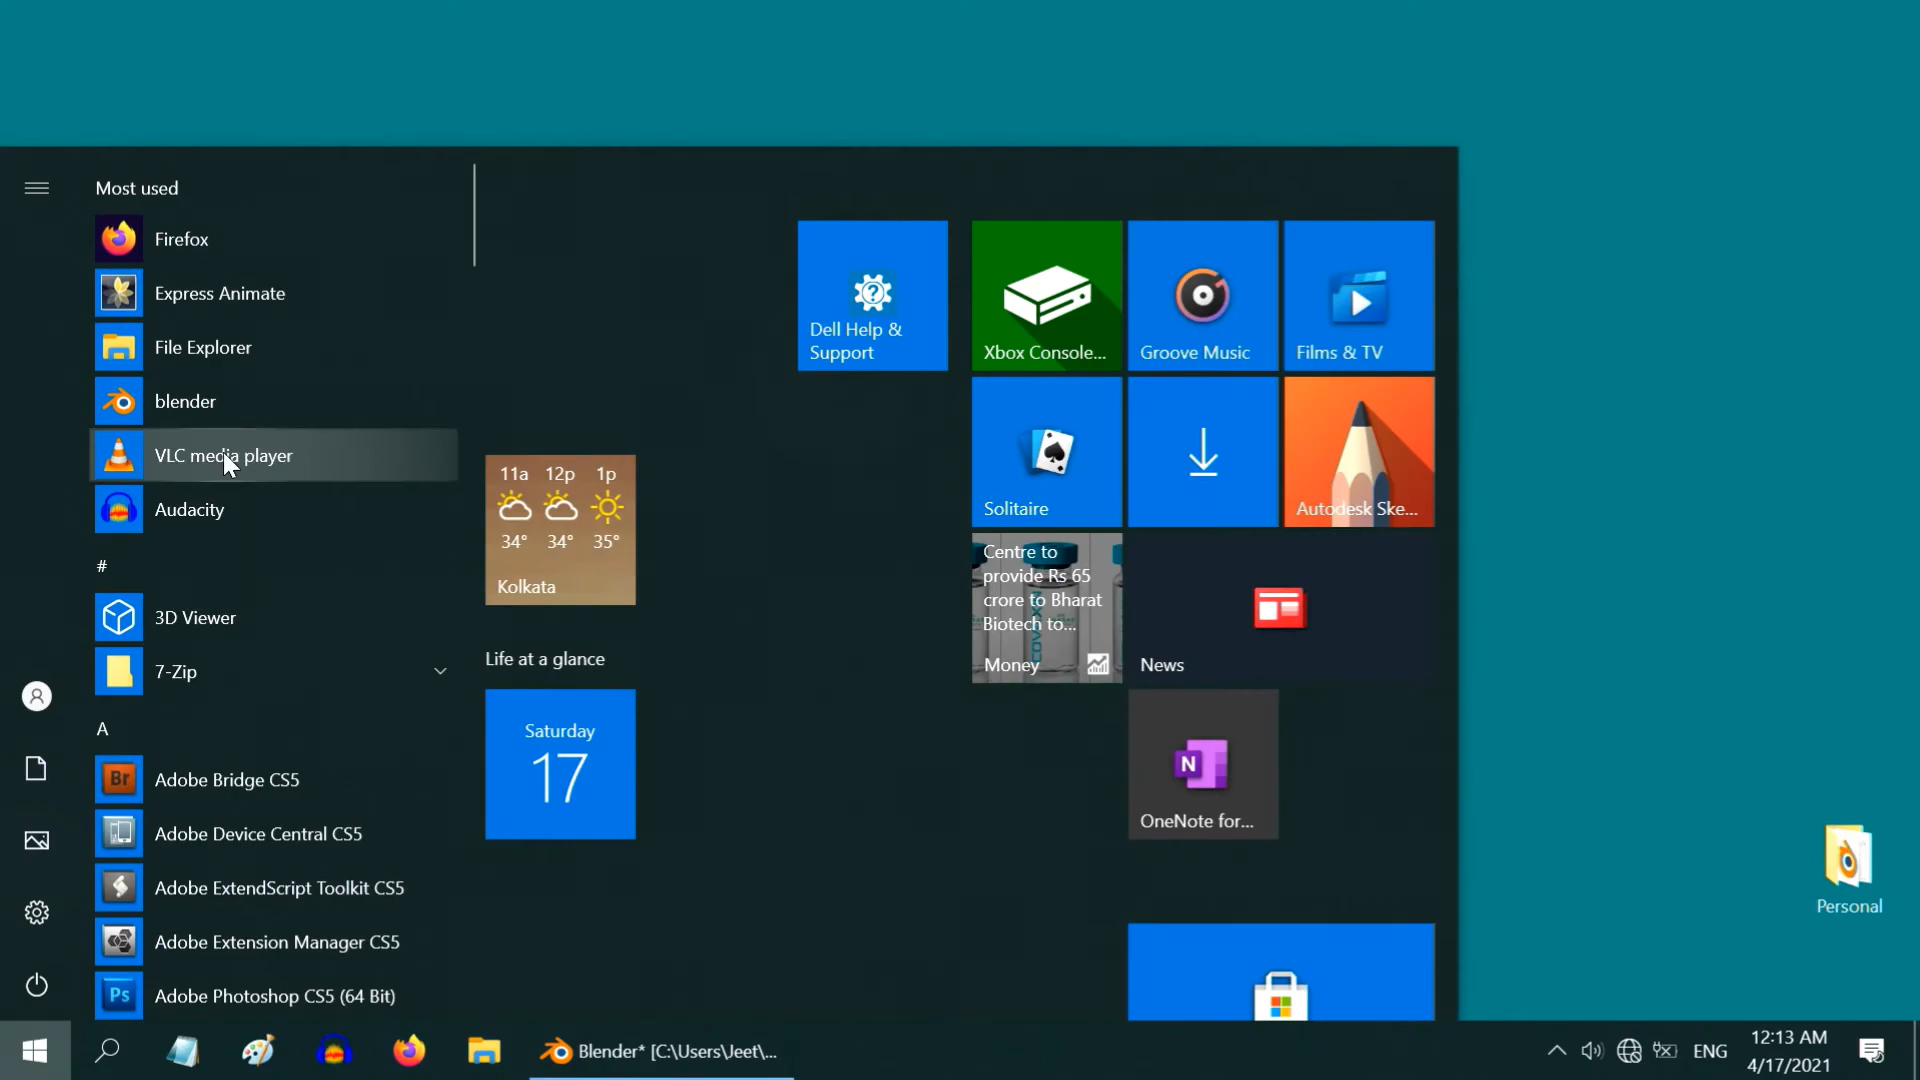 Most used
Firefox
Express Animate
File Explorer
blender
VLC media player
Audacity
#
3D Viewer
7-Zip
A
Adobe Bridge CS5
Adobe Device Central CS5
Adobe ExtendScript Toolkit CS5
Adobe Extension Manager CS5
Adobe Photoshop CS5 (64 Bit)
Br
Ps
11a 12p 1p
34° 34° 35°
Kolkata
Life at a glance
Saturday
17
Dell Help &
Support
Xbox Console...
Groove Music
Films & TV
Solitaire
Autodesk Ske...
Centre to
provide Rs 65
crore to Bharat
Biotech to...
Money
News
N
OneNote for...
Personal
Blender* [C:\Users\Jeet\...
ENG
12:13 AM
4/17/2021